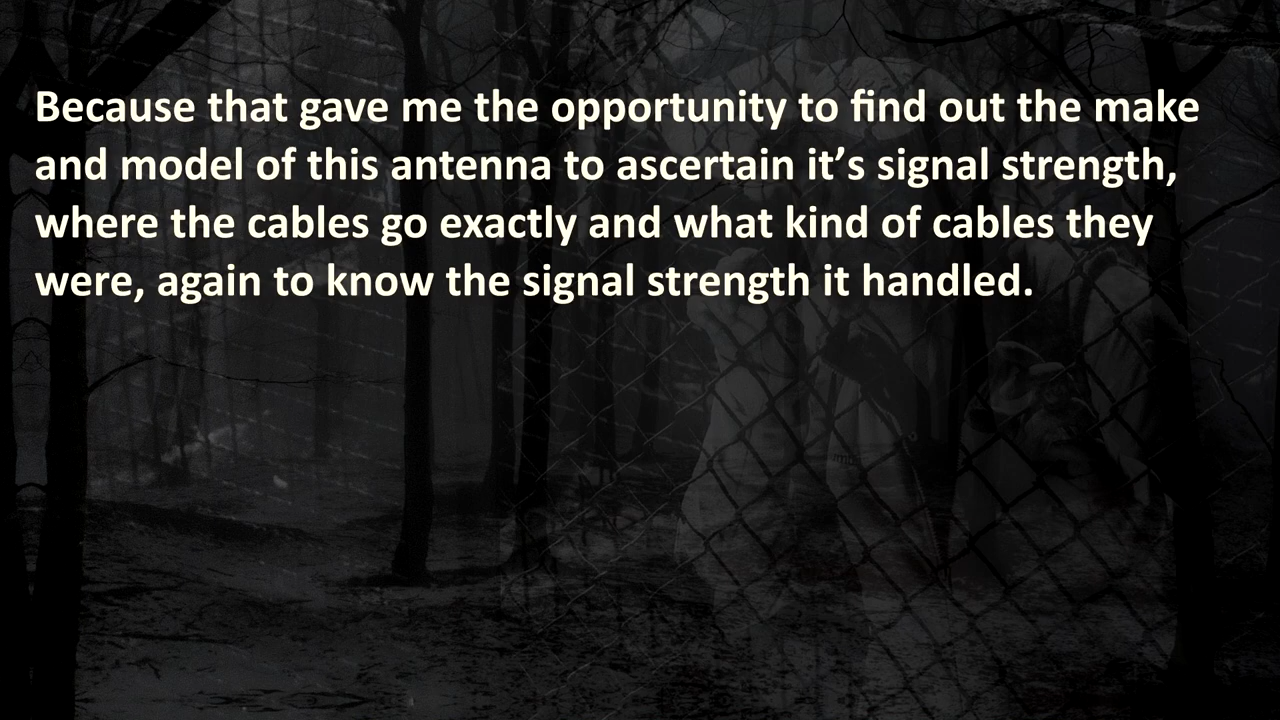 Because that gave me the opportunity to find out the make
and model of this antenna to ascertain it’s signal strength,
where the cables go exactly and what kind of cables they
were, again to know the signal strength it handled.